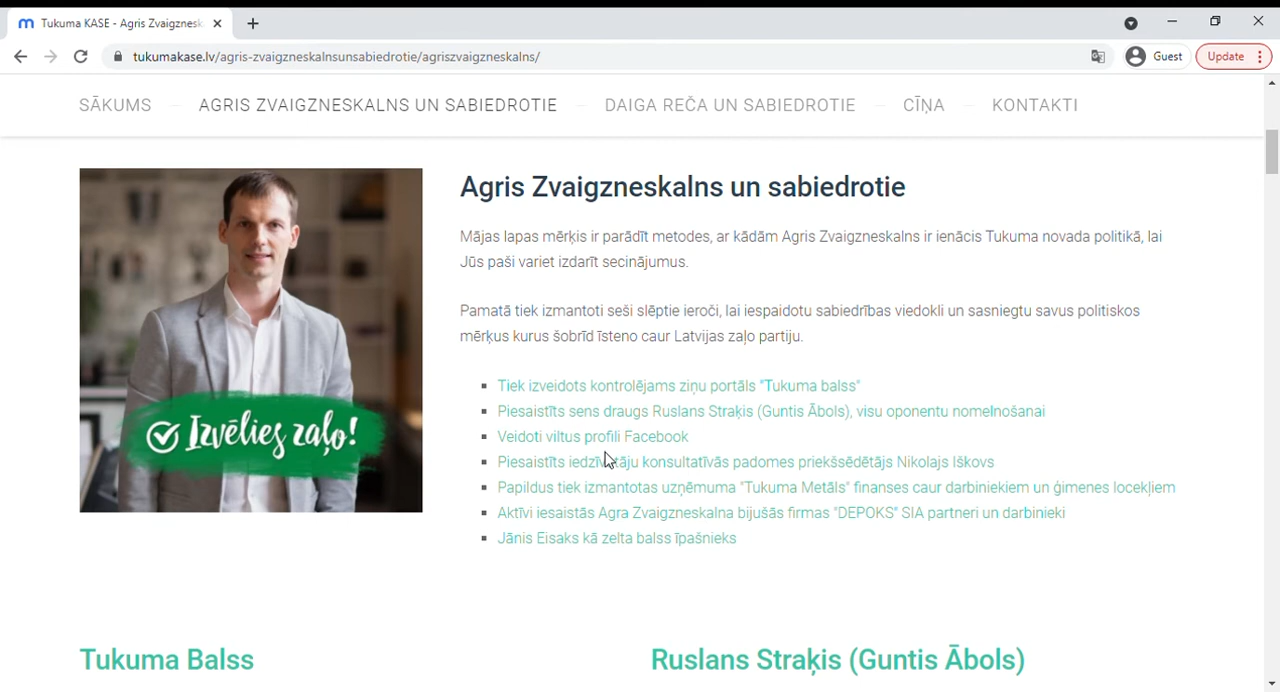 Tukuma KASE - Agris Zvaigznesk
tukumakase.lv/agris-zvaigzneskalnsunsabiedrotie/agriszvaigzneskalns/
Guest
Update
SĀKUMS
AGRIS ZVAIGZNESKALNS UN SABIEDROTIE
DAIGA REČA UN SABIEDROTIE
CĪŅA
KONTAKTI
Izvēlies zaļo!
Agris Zvaigzneskalns un sabiedrotie
Mājas lapas mērķis ir parādīt metodes, ar kādām Agris Zvaigzneskalns ir ienācis Tukuma novada politikā, lai
Jūs paši variet izdarīt secinājumus.
Pamatā tiek izmantoti seši slēptie ieroči, lai iespaidotu sabiedrības viedokli un sasniegtu savus politiskos
mērķus kurus šobrīd īsteno caur Latvijas zaļo partiju.
Tiek izveidots kontrolējams ziņu portāls "Tukuma balss"
Piesaistīts sens draugs Ruslans Straķis (Guntis Ābols), visu oponentu nomelnošanai
Veidoti viltus profili Facebook
Piesaistīts iedzīvotāju konsultatīvās padomes priekšsēdētājs Nikolajs Iškovs
Papildus tiek izmantotas uzņēmuma "Tukuma Metāls" finanses caur darbiniekiem un ģimenes locekļiem
Aktīvi iesaistās Agra Zvaigzneskalna bijušās firmas "DEPOKS" SIA partneri un darbinieki
Jānis Eisaks kā zelta balss īpašnieks
Tukuma Balss
Ruslans Straķis (Guntis Ābols)